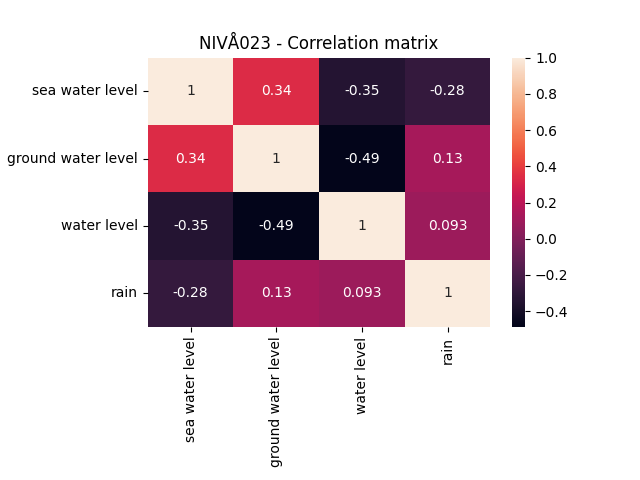 NIVÅ023 - Correlation matrix
sea water level 1 0.34 -0.35 -0.28
ground water level 0.34 1 -0.49 0.13
water level -0.35 -0.49 1 0.093
rain -0.28 0.13 0.093 1
sea water level
ground water level
water level
rain
1.0
0.8
0.6
0.4
0.2
0.0
−0.2
−0.4